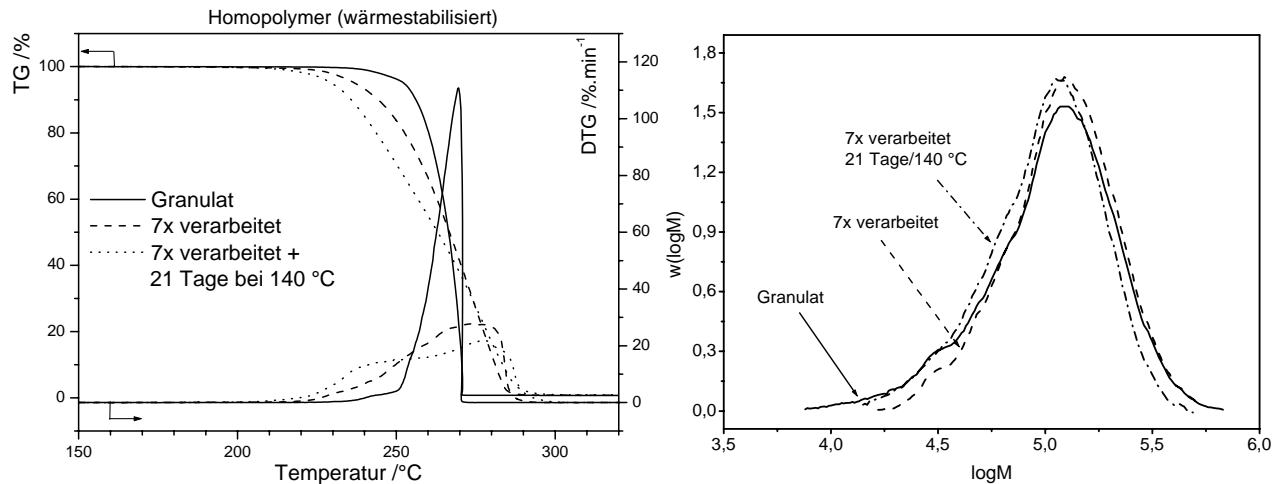 Homopolymer (wärmestabilisiert)
TG /%
100
80
60
40
20
0
DTG /%.min⁻¹
120
100
80
60
40
20
0
Granulat
7x verarbeitet
7x verarbeitet +
21 Tage bei 140 °C
150
200
250
300
Temperatur /°C
w(logM)
1,8
1,5
1,2
0,9
0,6
0,3
0,0
7x verarbeitet
21 Tage/140 °C
7x verarbeitet
Granulat
3,5
4,0
4,5
5,0
5,5
6,0
logM